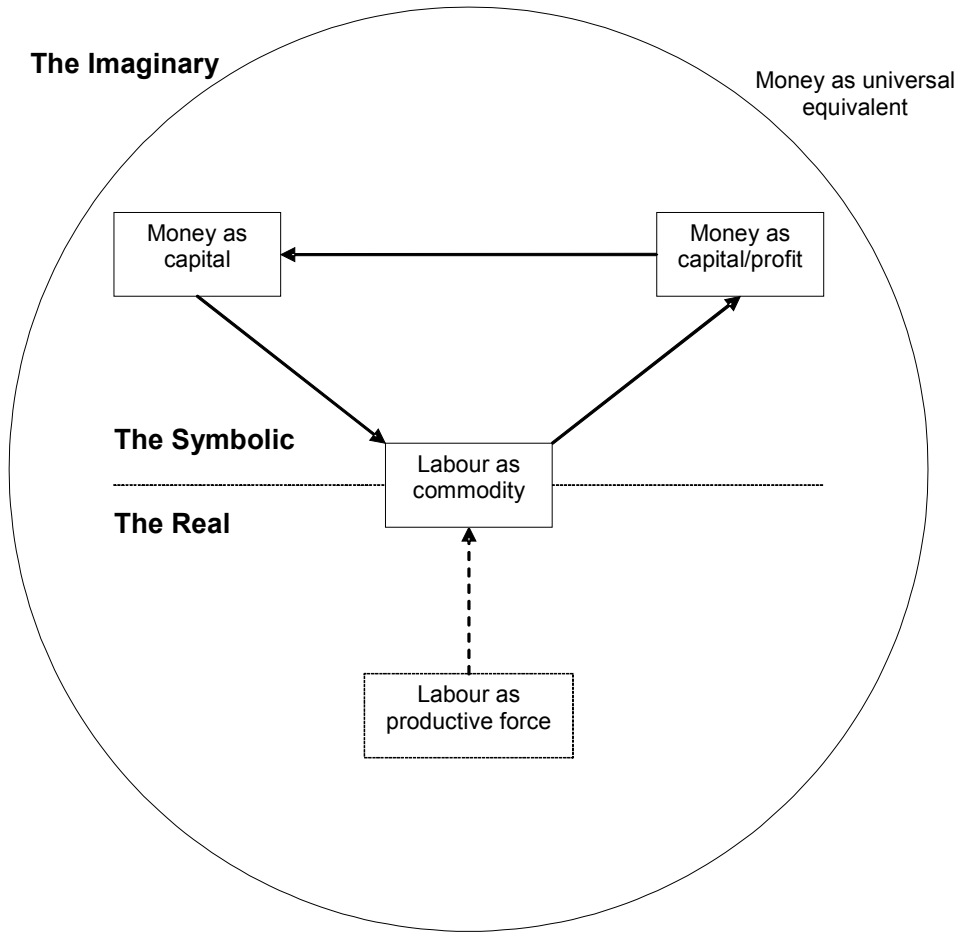 The Imaginary
Money as universal
equivalent
Money as
capital
Money as
capital/profit
The Symbolic
Labour as
commodity
The Real
Labour as
productive force